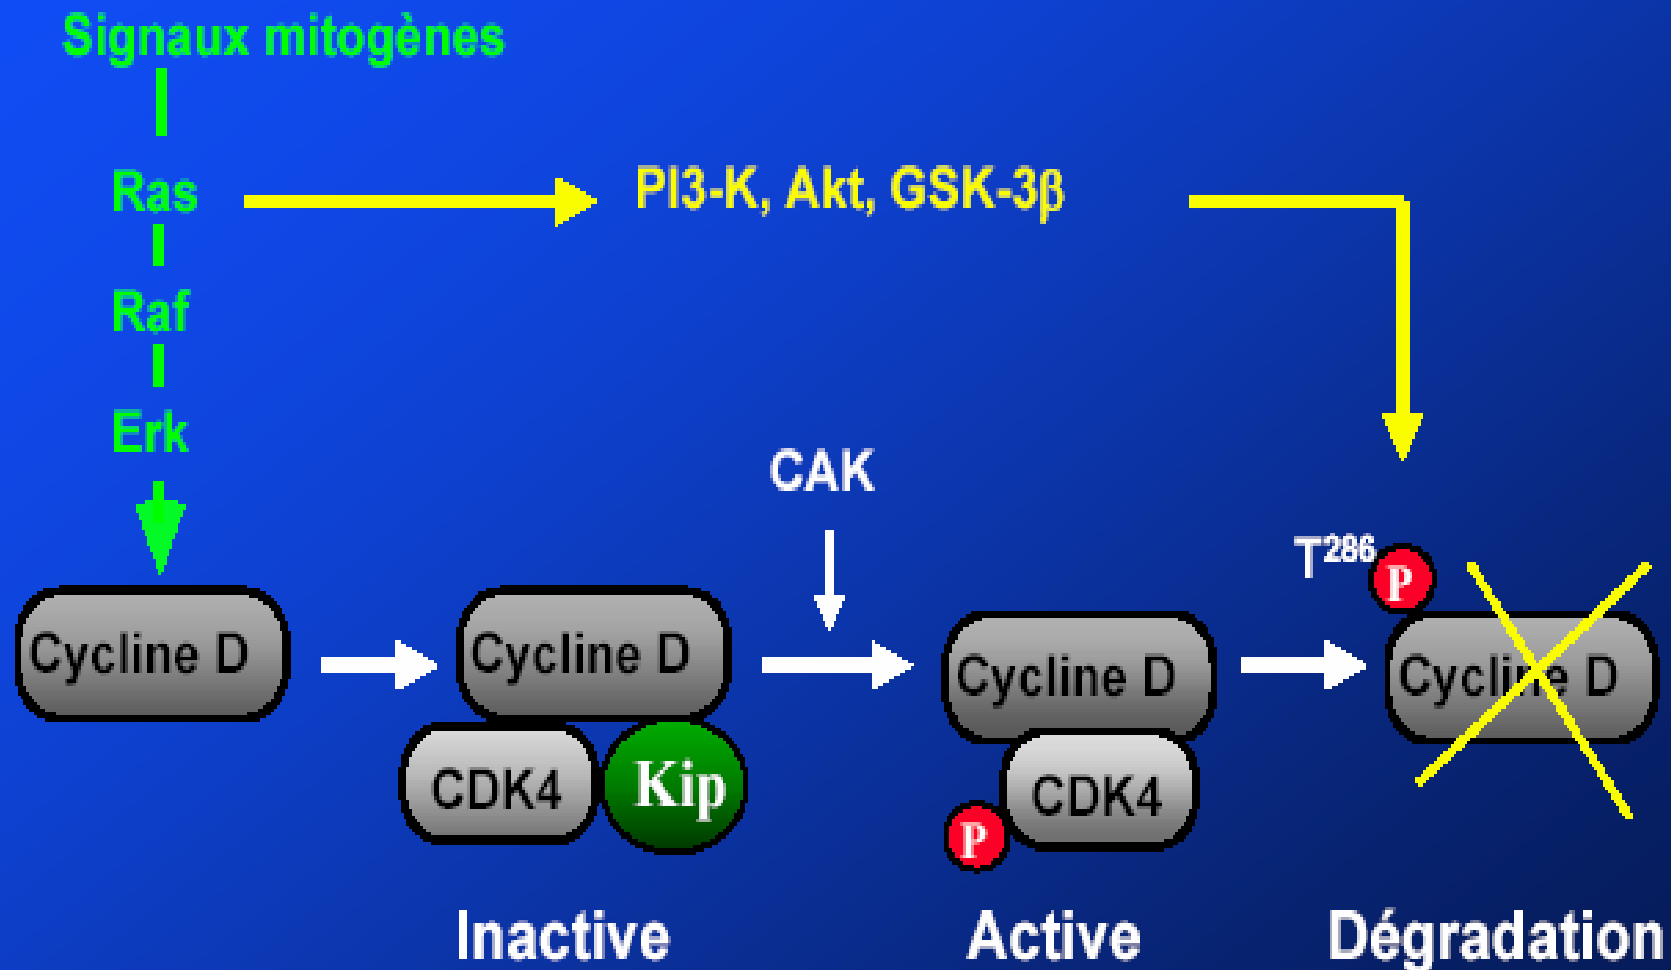 Signaux mitogènes
Ras
PI3-K, Akt, GSK-3β
Raf
Erk
CAK
T²⁸⁶
P
Cycline D
Cycline D
Cycline D
Cycline D
CDK4
Kip
CDK4
P
Inactive
Active
Dégradation